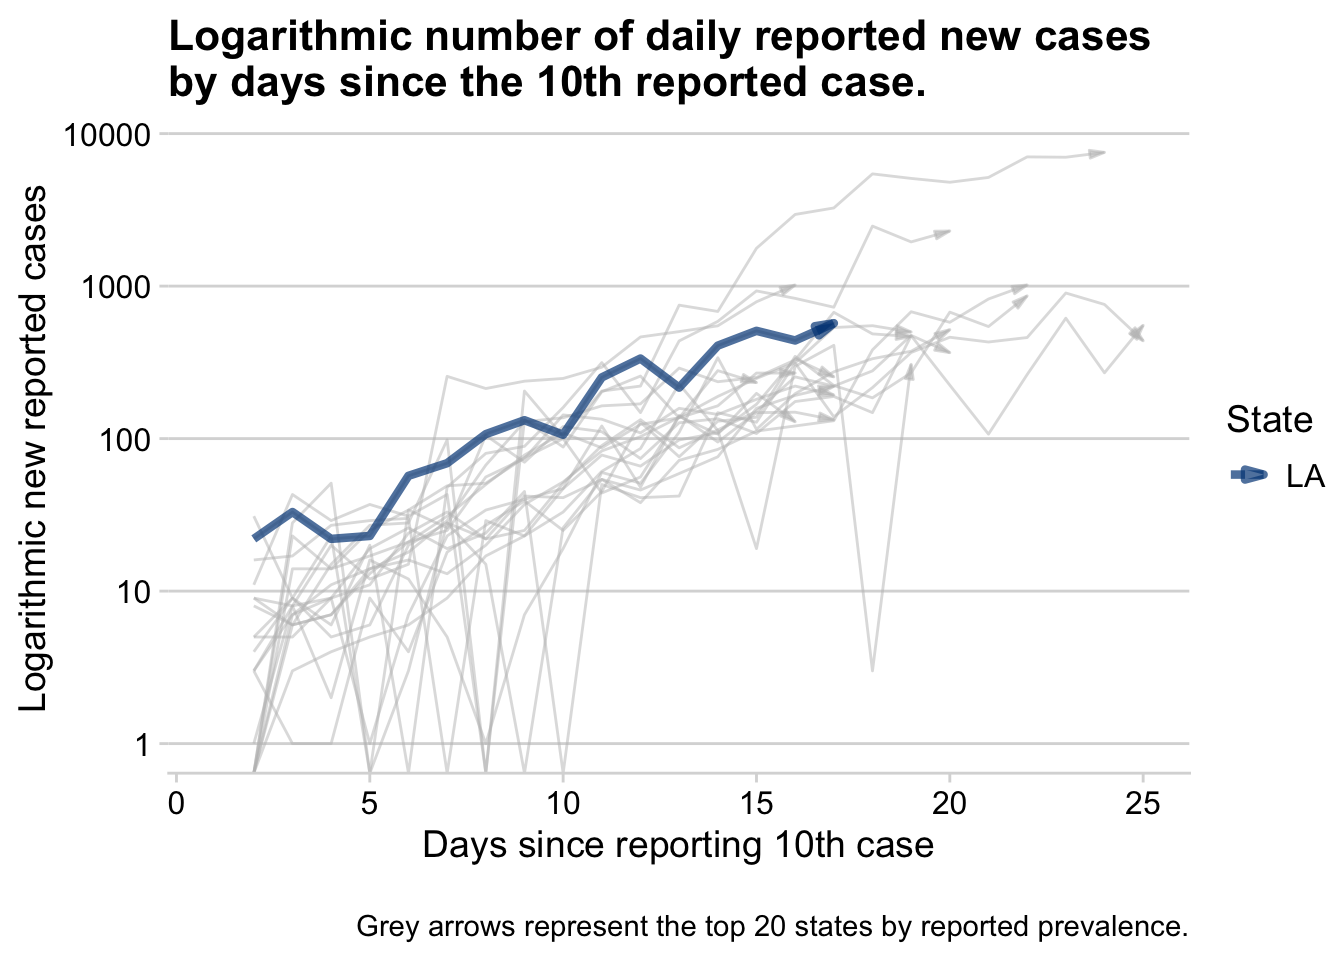 Logarithmic number of daily reported new cases
by days since the 10th reported case.
Logarithmic new reported cases
10000
1000
100
10
1
0 5 10 15 20 25
Days since reporting 10th case
State
LA
Grey arrows represent the top 20 states by reported prevalence.